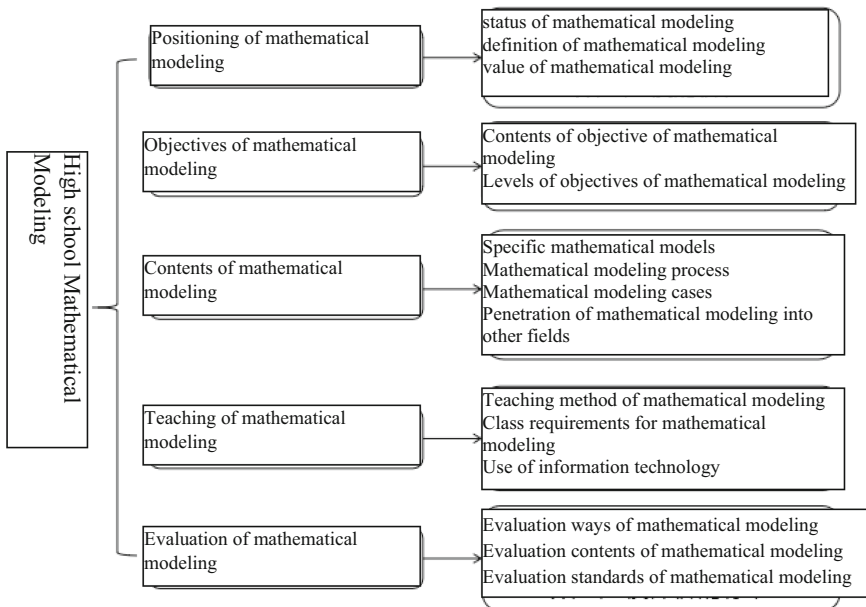 High school Mathematical
Modeling
Positioning of mathematical
modeling
status of mathematical modeling
definition of mathematical modeling
value of mathematical modeling
Objectives of mathematical
modeling
Contents of objective of mathematical
modeling
Levels of objectives of mathematical modeling
Contents of mathematical
modeling
Specific mathematical models
Mathematical modeling process
Mathematical modeling cases
Penetration of mathematical modeling into
other fields
Teaching of mathematical
modeling
Teaching method of mathematical modeling
Class requirements for mathematical
modeling
Use of information technology
Evaluation of mathematical
modeling
Evaluation ways of mathematical modeling
Evaluation contents of mathematical modeling
Evaluation standards of mathematical modeling